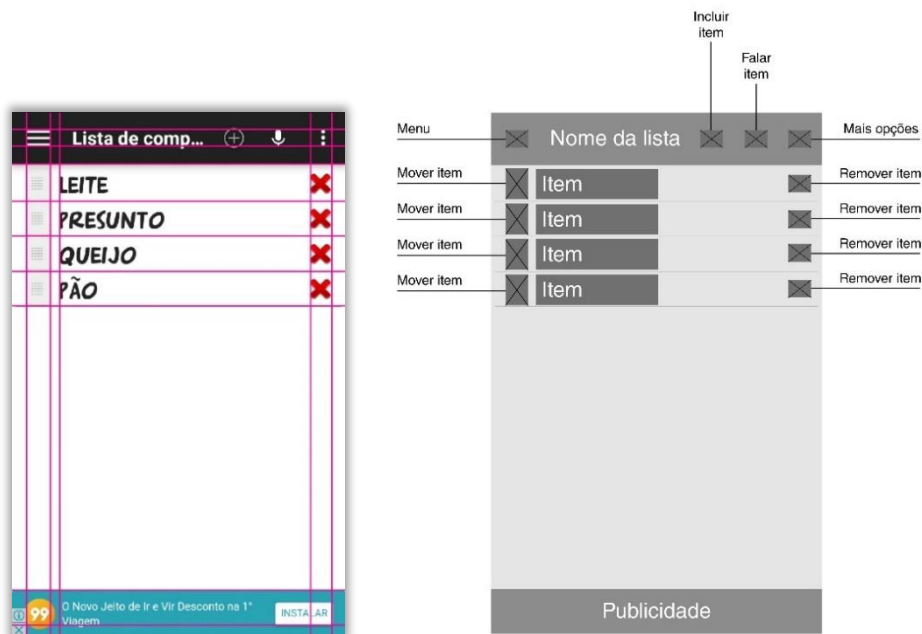 Lista de comp...
LEITE
PRESUNTO
QUEIJO
PÃO
99
O Novo Jeito de Ir e Vir Desconto na 1ª
Viagem
INSTALAR
Incluir
item
Falar
item
Menu
Nome da lista
Mais opções
Mover item
Item
Remover item
Mover item
Item
Remover item
Mover item
Item
Remover item
Mover item
Item
Remover item
Publicidade